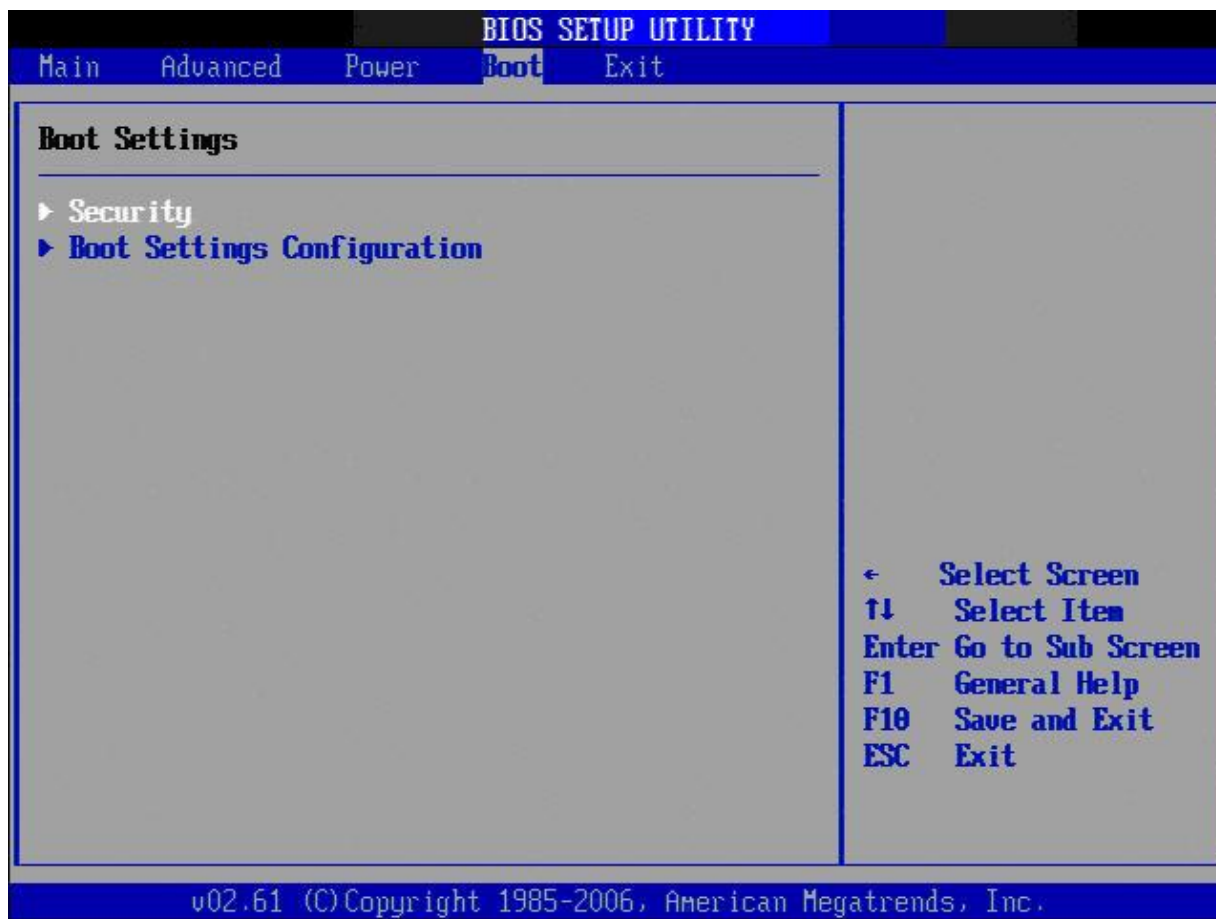 BIOS SETUP UTILITY
Main Advanced Power Boot Exit
Boot Settings
▶ Security
▶ Boot Settings Configuration
← Select Screen
↑↓ Select Item
Enter Go to Sub Screen
F1 General Help
F10 Save and Exit
ESC Exit
v02.61 (C)Copyright 1985-2006, American Megatrends, Inc.